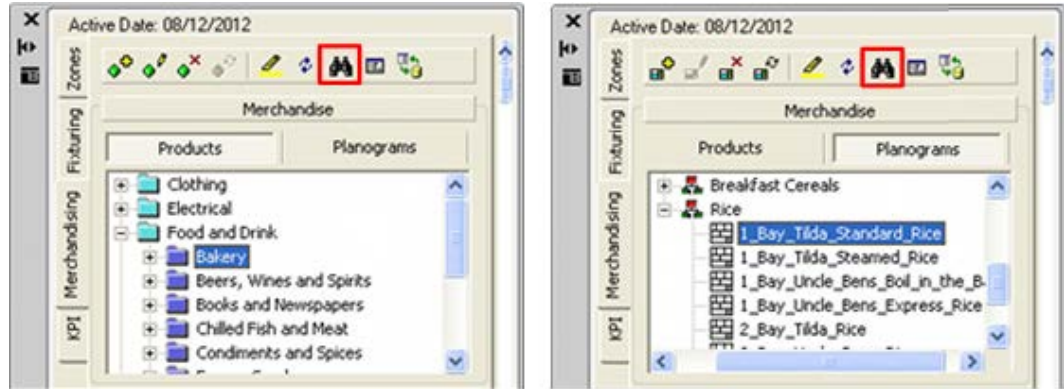 Active Date: 08/12/2012
Zones
Fixturing
Merchandising
KPI
Merchandise
Products Planograms
Clothing
Electrical
Food and Drink
Bakery
Beers, Wines and Spirits
Books and Newspapers
Chilled Fish and Meat
Condiments and Spices
Active Date: 08/12/2012
Zones
Fixturing
Merchandising
KPI
Merchandise
Products Planograms
Breakfast Cereals
Rice
1_Bay_Tilda_Standard_Rice
1_Bay_Tilda_Steamed_Rice
1_Bay_Uncle_Bens_Boil_in_the_B
1_Bay_Uncle_Bens_Express_Rice
2_Bay_Tilda_Rice